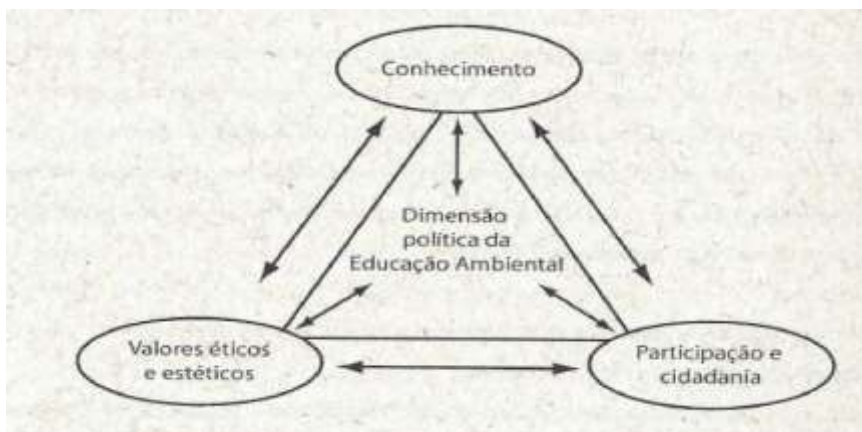 Conhecimento
Dimensão
política da
Educação Ambiental
Valores éticos
e estéticos
Participação e
cidadania